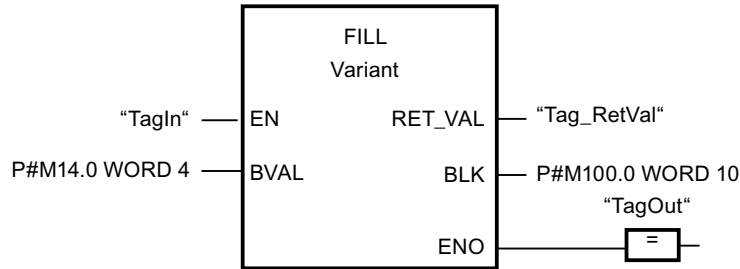 FILL
Variant
“TagIn“ EN RET_VAL “Tag_RetVal“
P#M14.0 WORD 4 BVAL BLK P#M100.0 WORD 10
“TagOut“
ENO =